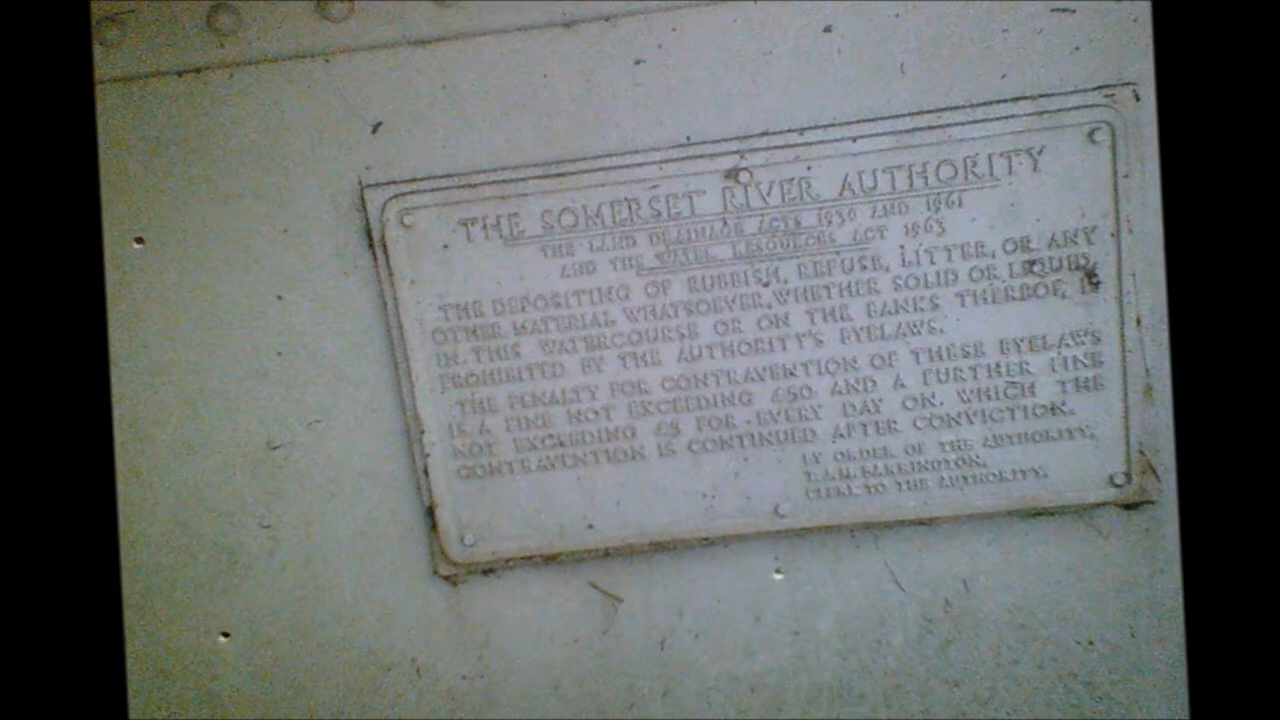 THE SOMERSET RIVER AUTHORITY
THE LAND DRAINAGE ACTS 1930 AND 1961
AND THE WATER RESOURCES ACT 1963
THE DEPOSITING OF RUBBISH, REFUSE, LITTER, OR ANY
OTHER MATERIAL WHATSOEVER, WHETHER SOLID OR LIQUID,
IN THIS WATERCOURSE OR ON THE BANKS THEREOF, IS
PROHIBITED BY THE AUTHORITY'S BYELAWS.
THE PENALTY FOR CONTRAVENTION OF THESE BYELAWS
IS A FINE NOT EXCEEDING £50 AND A FURTHER FINE
NOT EXCEEDING £5 FOR EVERY DAY ON WHICH THE
CONTRAVENTION IS CONTINUED AFTER CONVICTION.
BY ORDER OF THE AUTHORITY,
BARRINGTON,
CLERK TO THE AUTHORITY.